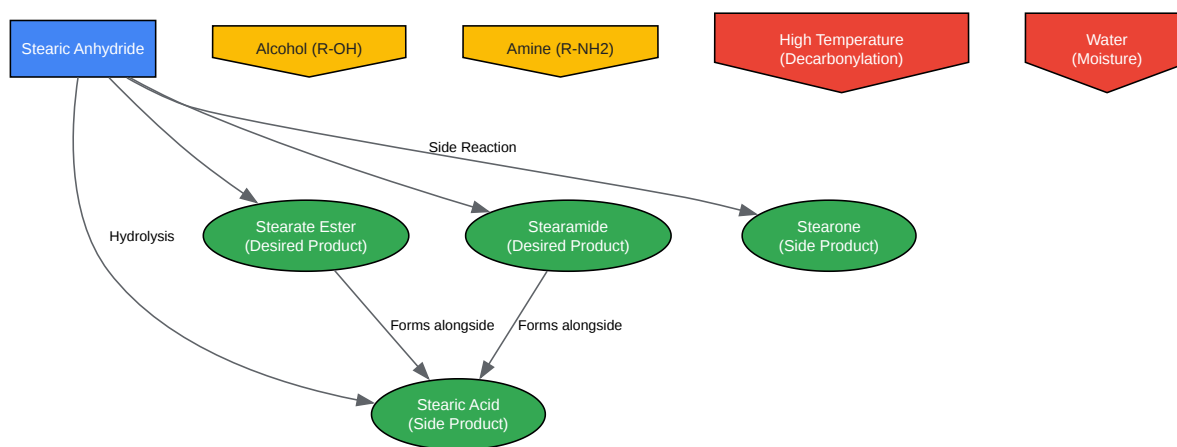 Stearic Anhydride
Alcohol (R-OH)
Amine (R-NH2)
High Temperature
(Decarbonylation)
Water
(Moisture)
Side Reaction
Stearate Ester
(Desired Product)
Stearamide
(Desired Product)
Stearone
(Side Product)
Hydrolysis
Forms alongside
Forms alongside
Stearic Acid
(Side Product)